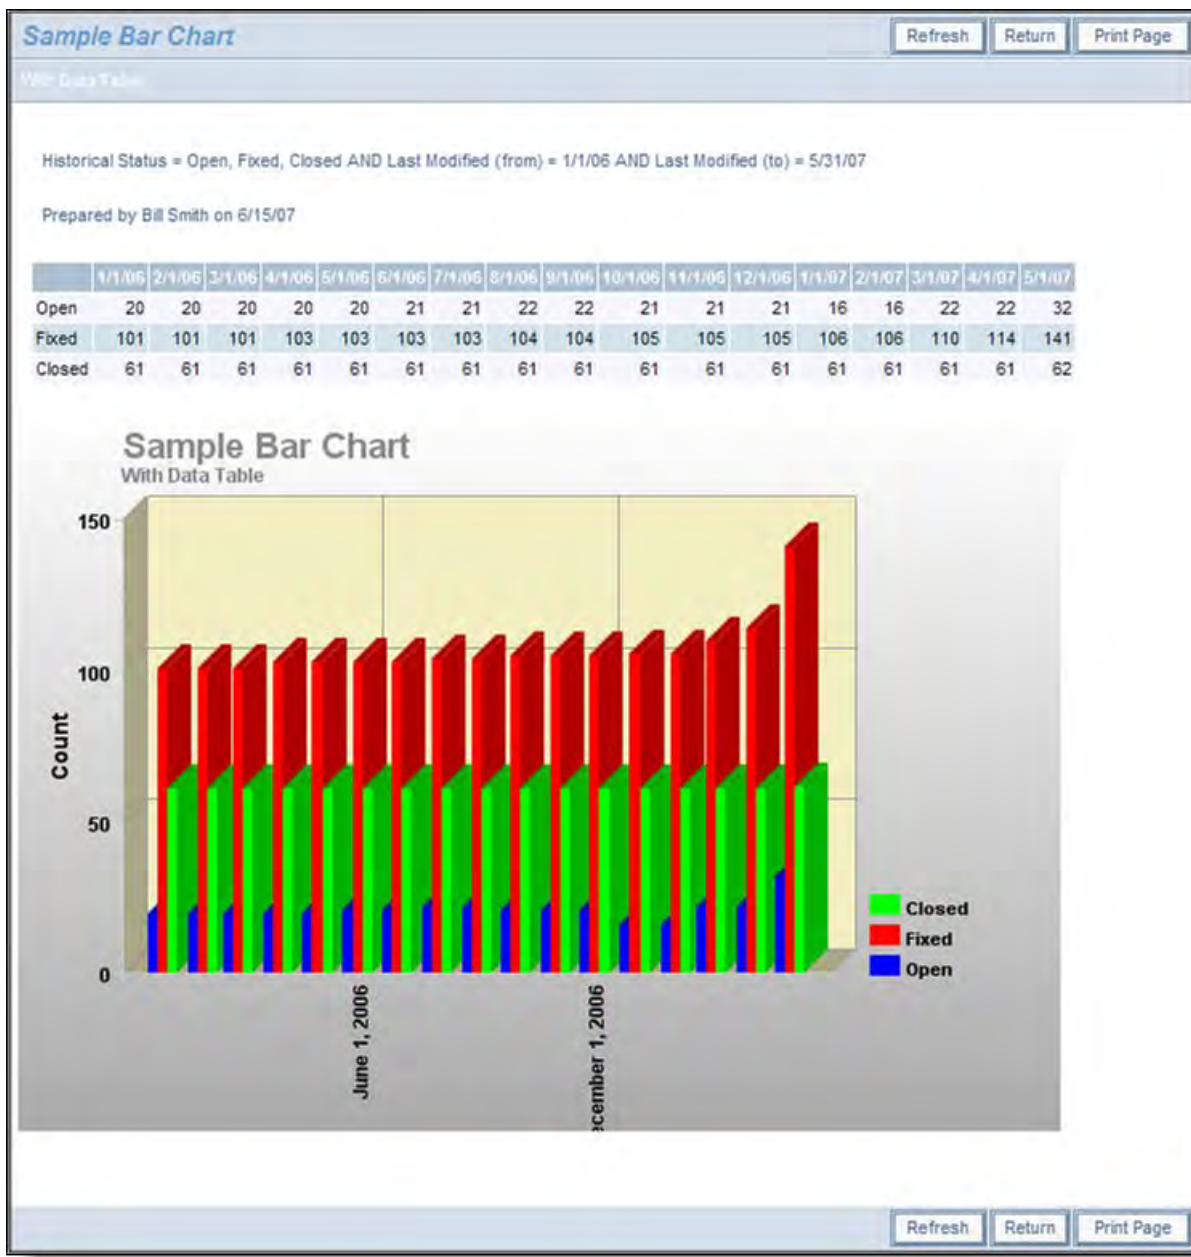 Sample Bar Chart
Refresh Return Print Page
With Data Table
Historical Status = Open, Fixed, Closed AND Last Modified (from) = 1/1/06 AND Last Modified (to) = 5/31/07
Prepared by Bill Smith on 6/15/07
1/1/06 2/1/06 3/1/06 4/1/06 5/1/06 6/1/06 7/1/06 8/1/06 9/1/06 10/1/06 11/1/06 12/1/06 1/1/07 2/1/07 3/1/07 4/1/07 5/1/07
Open 20 20 20 20 20 21 21 22 22 21 21 21 16 16 22 22 32
Fixed 101 101 101 103 103 103 103 104 104 105 105 105 106 106 110 114 141
Closed 61 61 61 61 61 61 61 61 61 61 61 61 61 61 61 61 62
Sample Bar Chart
With Data Table
150
100
50
0
Count
June 1, 2006
ecember 1, 2006
Closed
Fixed
Open
Refresh Return Print Page